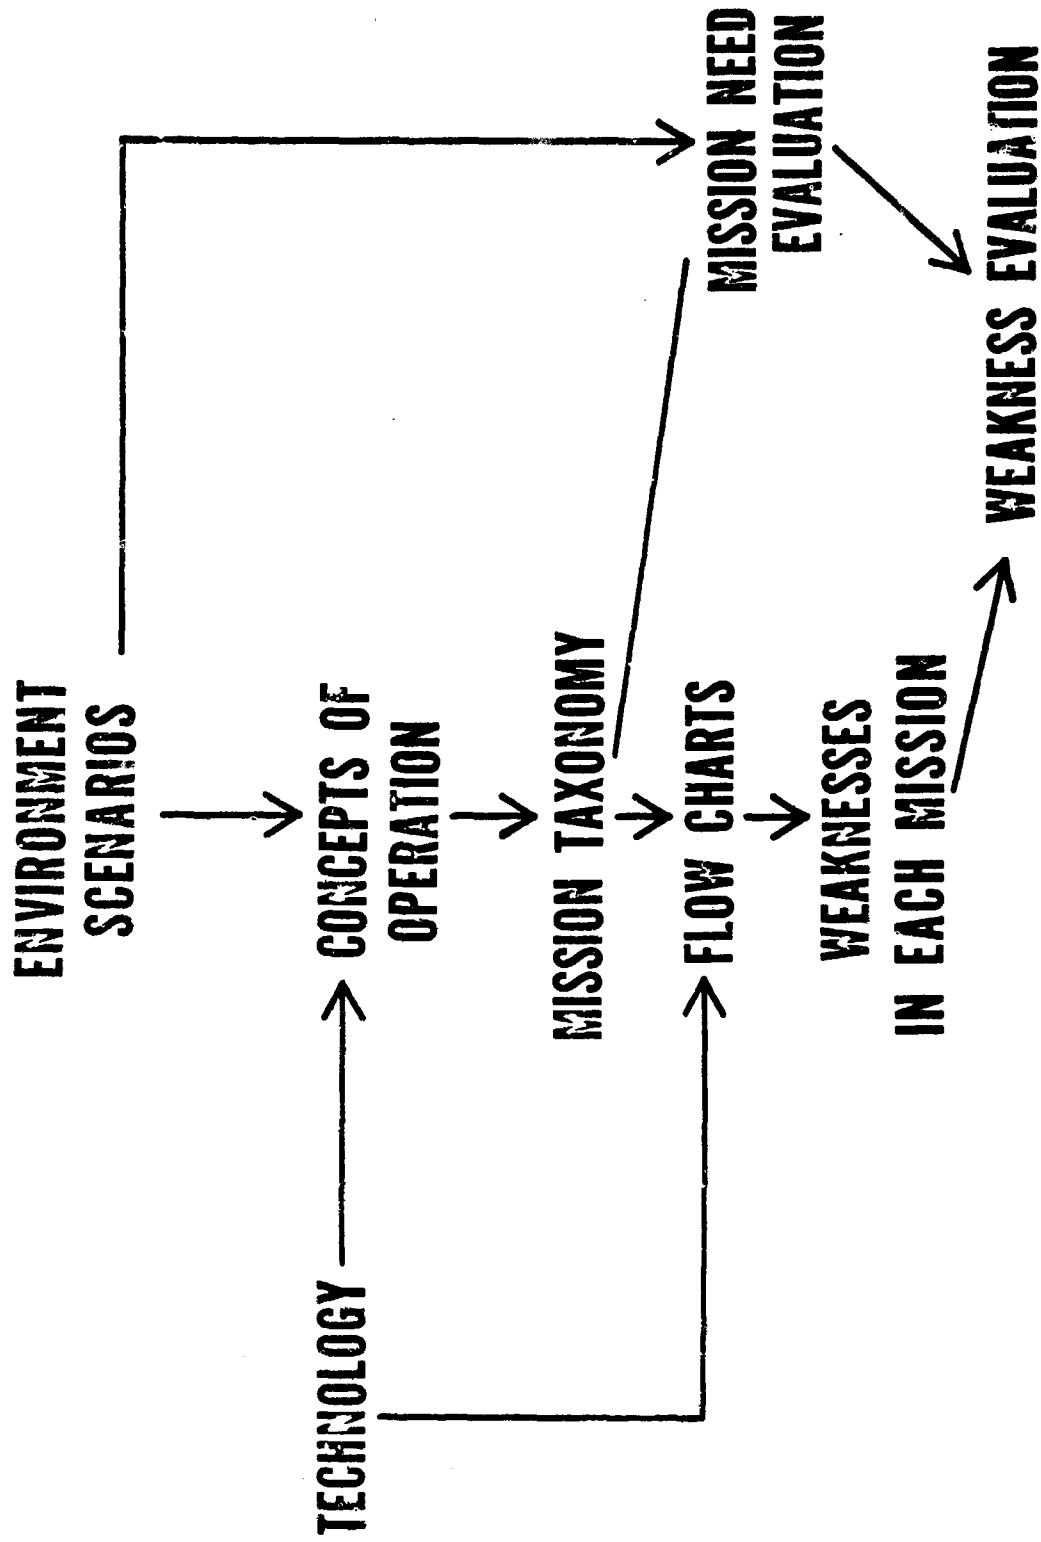 ENVIRONMENT
SCENARIOS
TECHNOLOGY
CONCEPTS OF
OPERATION
MISSION TAXONOMY
FLOW CHARTS
MISSION NEED
EVALUATION
WEAKNESSES
IN EACH MISSION
WEAKNESS EVALUATION